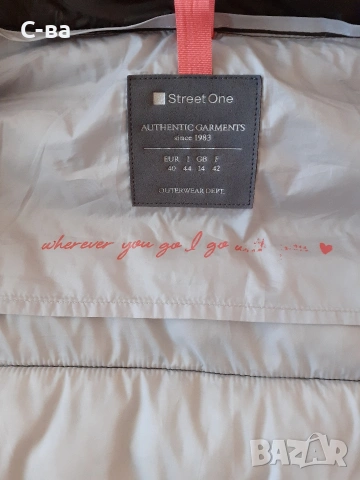 C-ва
Street One
AUTHENTIC GARMENTS
since 1983
EUR I GB F
40 44 14 42
OUTERWEAR DEPT.
wherever you go I go
BAZAR